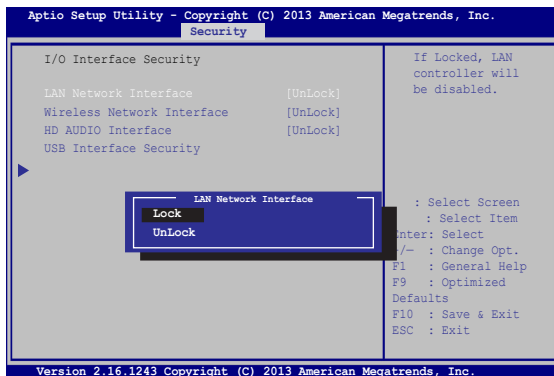 Aptio Setup Utility - Copyright (C) 2013 American Megatrends, Inc.
Security
I/O Interface Security
LAN Network Interface [UnLock]
Wireless Network Interface [UnLock]
HD AUDIO Interface [UnLock]
USB Interface Security
If Locked, LAN
controller will
be disabled.
LAN Network Interface
Lock
UnLock
: Select Screen
: Select Item
nter: Select
/— : Change Opt.
F1 : General Help
F9 : Optimized
Defaults
F10 : Save & Exit
ESC : Exit
Version 2.16.1243 Copyright (C) 2013 American Megatrends, Inc.